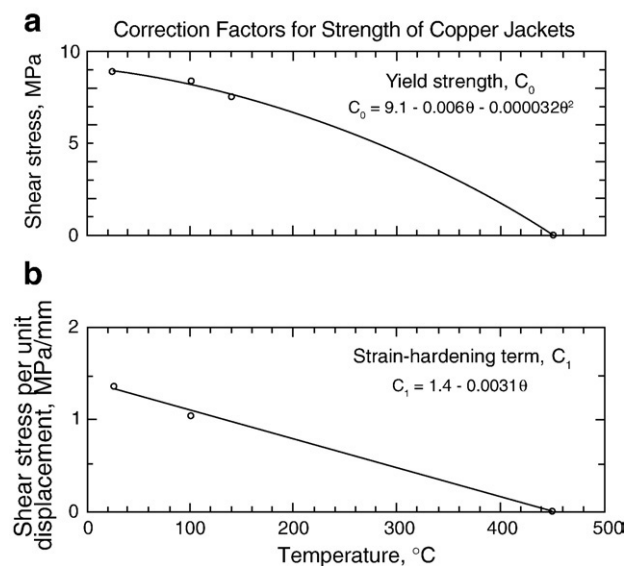 a
Correction Factors for Strength of Copper Jackets
10
5
0
Shear stress, MPa
Yield strength, C₀
C₀ = 9.1 - 0.006θ - 0.000032θ²
b
2
1
0
Shear stress per unit
displacement, MPa/mm
Strain-hardening term, C₁
C₁ = 1.4 - 0.0031θ
0 100 200 300 400 500
Temperature, °C